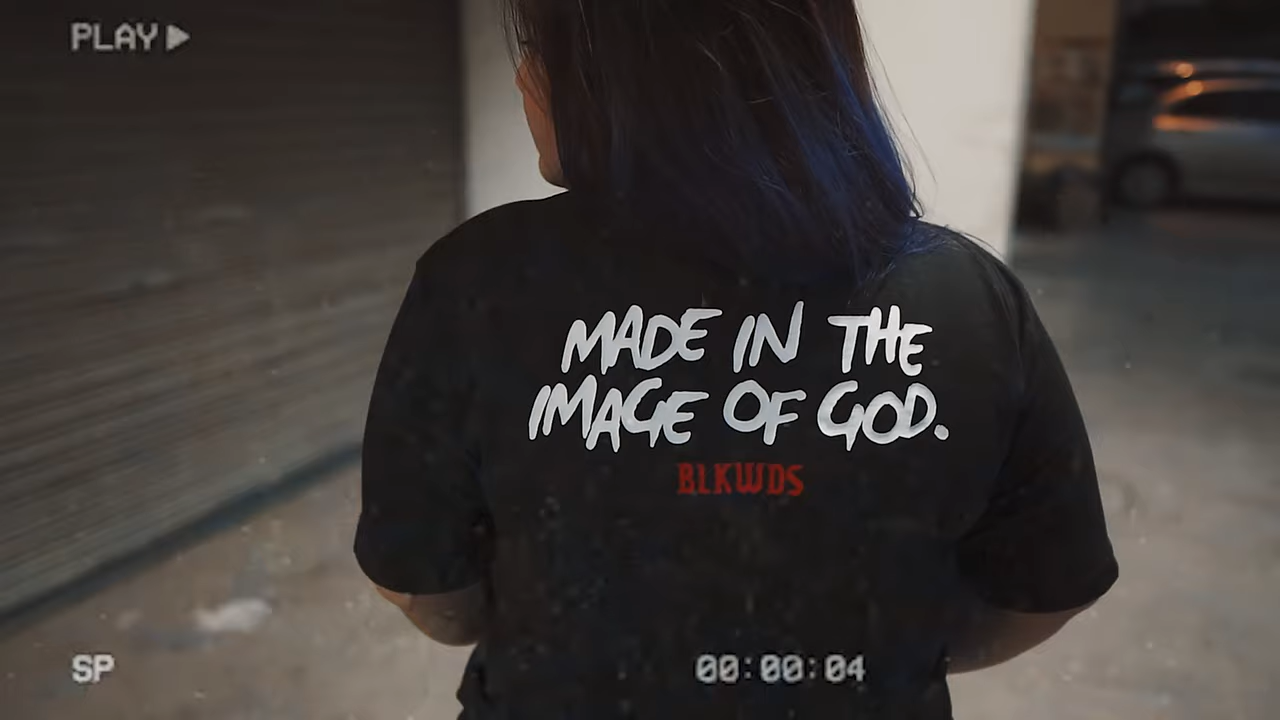 PLAY
MADE IN THE
IMAGE OF GOD.
BLKWDS
SP
00:00:04